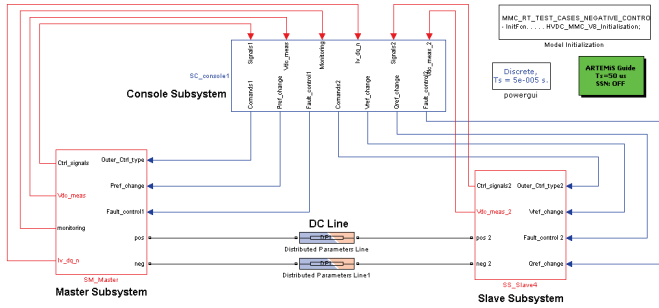 MMC_RT_TEST_CASES_NEGATIVE_CONTRO
- InitFcn. . . . . HVDC_MMC_V8_Initialisation;
Model Initialization
Signals1
Vdc_meas
Monitoring
Iv_dq_n
Signals2
Vdc_meas_2
SC_console1
Console Subsystem
Comands1
Pref_change
Fault_control1
Comands2
Vref_change
Qref_change
Fault_control2
Discrete,
Ts = 5e-005 s.
powergui
ARTEMiS Guide
Ts=50 us
SSN: OFF
Ctrl_signals
Outer_Ctrl_type
Vdc_meas
Pref_change
monitoring
Fault_control1
pos
Iv_dq_n
neg
SM_Master
Master Subsystem
DC Line
Distributed Parameters Line
Distributed Parameters Line1
Ctrl_signals2
Outer_Ctrl_type2
Vdc_meas_2
Vref_change
Fault_control 2
pos 2
neg 2
Qref_change
SS_Slave4
Slave Subsystem